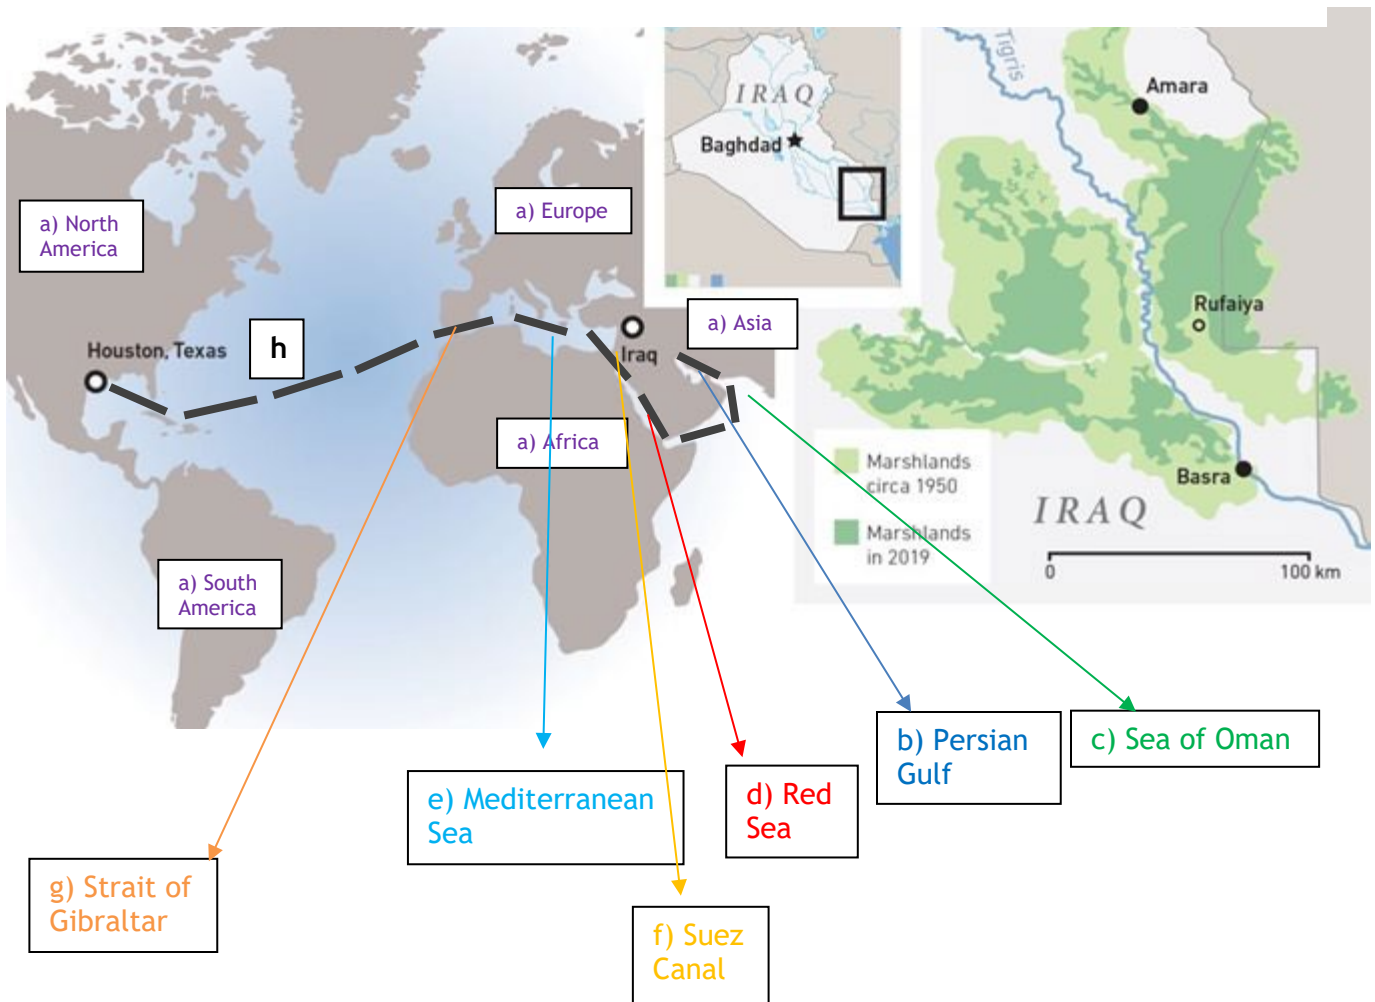 a) North
America
a) Europe
IRAQ
Baghdad
Tigris
Amara
Rufaiya
a) Asia
Houston, Texas
h
Iraq
a) Africa
Marshlands
circa 1950
Marshlands
in 2019
Basra
IRAQ
0
100 km
a) South
America
b) Persian
Gulf
c) Sea of Oman
e) Mediterranean
Sea
d) Red
Sea
g) Strait of
Gibraltar
f) Suez
Canal